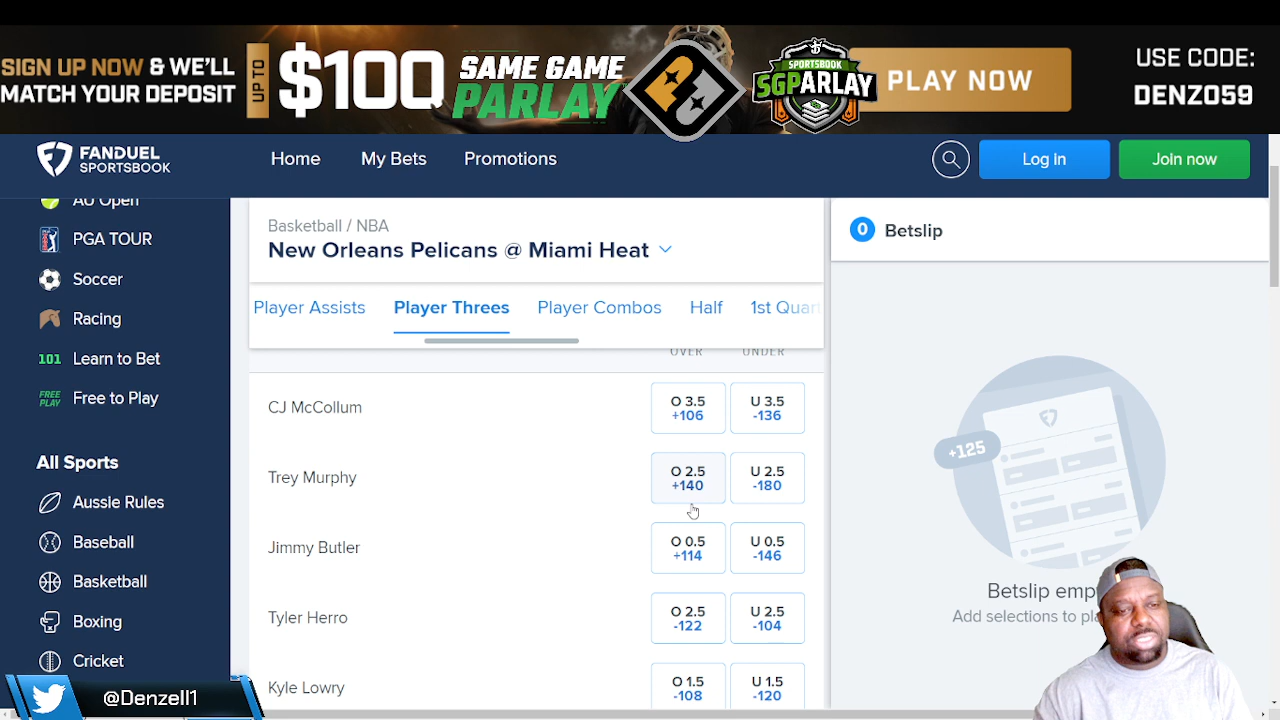 SIGN UP NOW & WE'LL
MATCH YOUR DEPOSIT
UP TO
$100
SAME GAME
PARLAY
SPORTSBOOK
SGPARLAY
PLAY NOW
USE CODE:
DENZO59
FANDUEL
SPORTSBOOK
Home
My Bets
Promotions
Log In
Join now
AU Open
PGA TOUR
Soccer
Racing
101
Learn to Bet
FREE
PLAY
Free to Play
All Sports
Aussie Rules
Baseball
Basketball
Boxing
Cricket
Basketball / NBA
New Orleans Pelicans @ Miami Heat
Player Assists
Player Threes
Player Combos
Half
1st Quart
OVER
UNDER
CJ McCollum
O 3.5
+106
U 3.5
-136
Trey Murphy
O 2.5
+140
U 2.5
-180
Jimmy Butler
O 0.5
+114
U 0.5
-146
Tyler Herro
O 2.5
-122
U 2.5
-104
Kyle Lowry
O 1.5
-108
U 1.5
-120
0
Betslip
+125
Betslip emp
Add selections to pla
@Denzell1